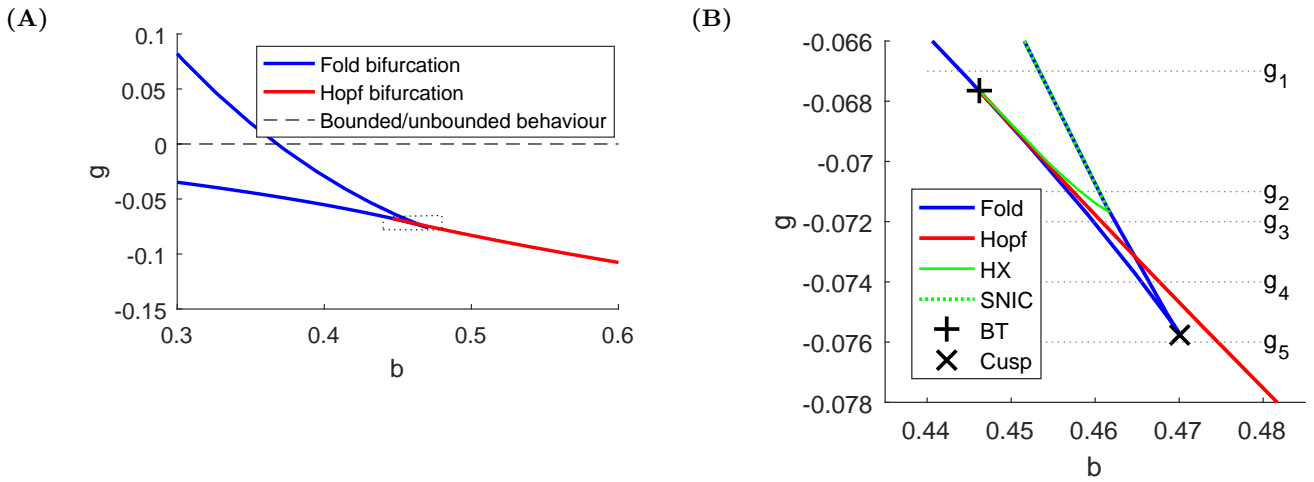 (A)
0.1
0.05
0
-0.05
-0.1
-0.15
g
0.3
0.4
0.5
0.6
b
Fold bifurcation
Hopf bifurcation
Bounded/unbounded behaviour
(B)
-0.066
-0.068
-0.07
-0.072
-0.074
-0.076
-0.078
g
0.44
0.45
0.46
0.47
0.48
b
g1
g2
g3
g4
g5
Fold
Hopf
HX
SNIC
BT
Cusp